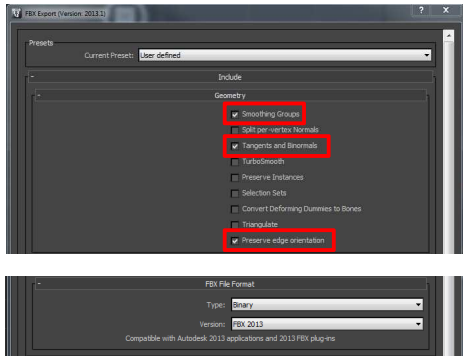 FBX Export (Version: 2013.1)
Presets
Current Preset: User defined
Include
Geometry
Smoothing Groups
Split per-vertex Normals
Tangents and Binormals
TurboSmooth
Preserve Instances
Selection Sets
Convert Deforming Dummies to Bones
Triangulate
Preserve edge orientation
FBX File Format
Type: Binary
Version: FBX 2013
Compatible with Autodesk 2013 applications and 2013 FBX plug-ins